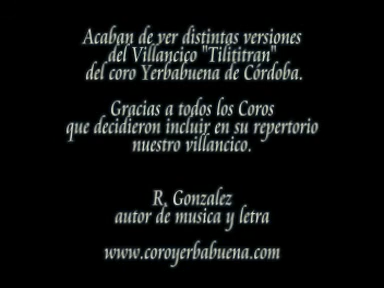 Acaban de ver distintas versiones
del Villancico "Tilititran"
del coro Yerbabuena de Córdoba.
Gracias a todos los Coros
que decidieron incluir en su repertorio
nuestro villancico.
R. Gonzalez
autor de musica y letra
www.coroyerbabuena.com